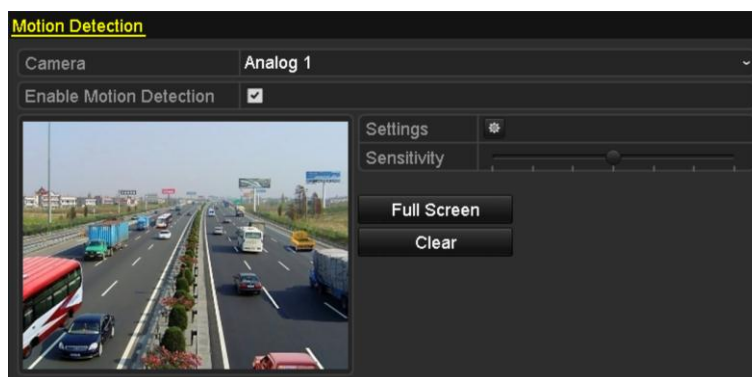 Motion Detection
Camera
Analog 1
Enable Motion Detection
Settings
Sensitivity
Full Screen
Clear